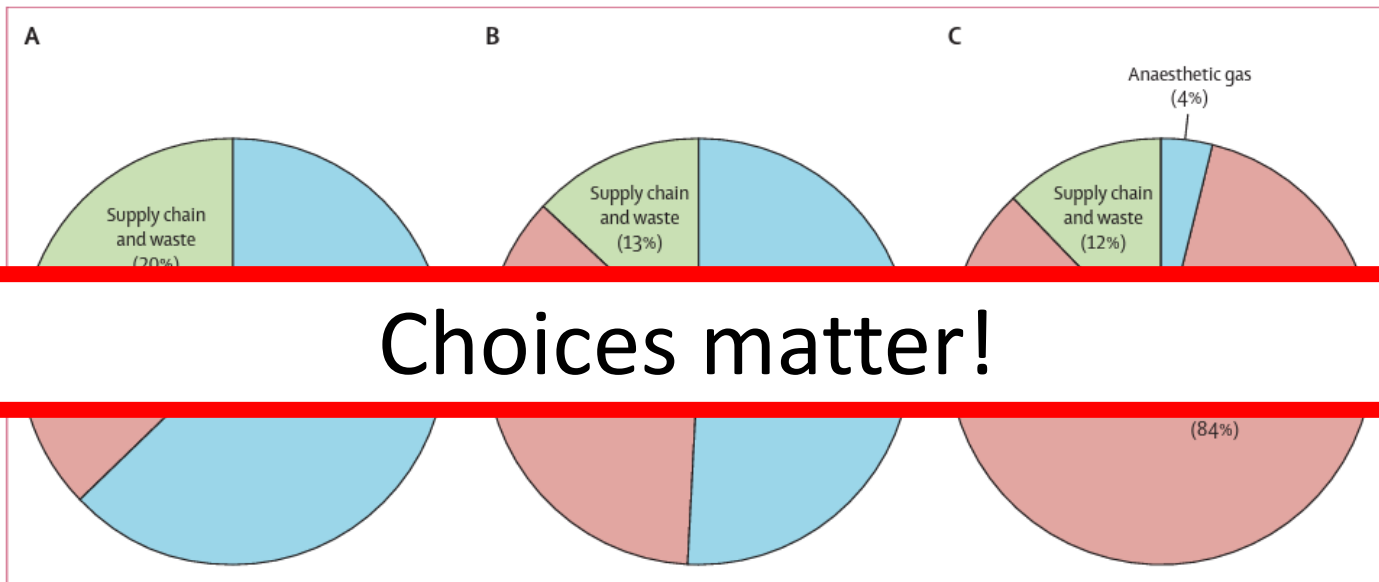 A
B
C
Anaesthetic gas
(4%)
Supply chain
and waste
(20%)
Supply chain
and waste
(13%)
Supply chain
and waste
(12%)
Choices matter!
(84%)